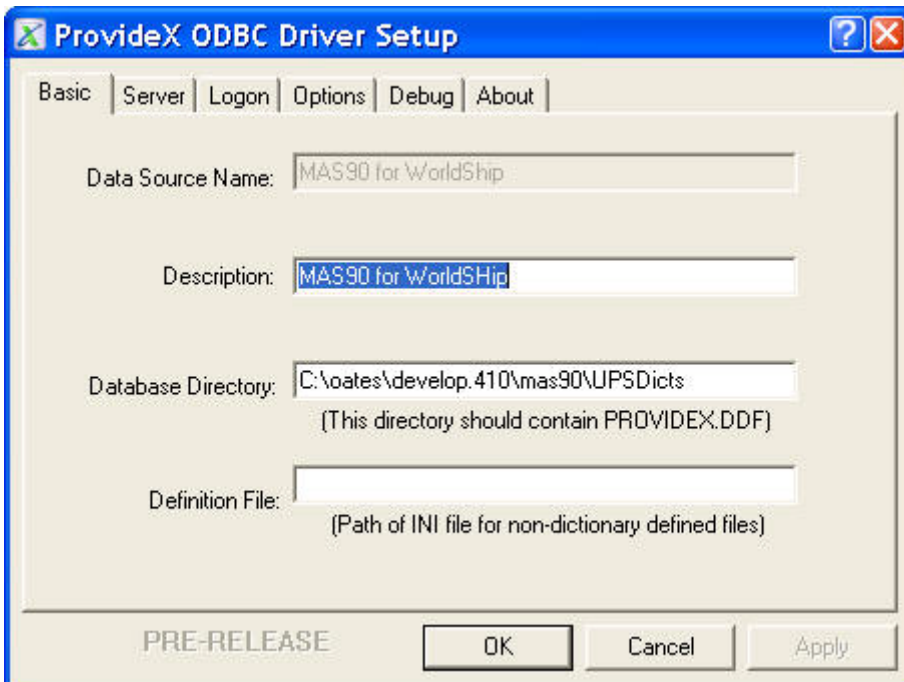 ProvideX ODBC Driver Setup
Basic Server Logon Options Debug About
Data Source Name: MAS90 for WorldShip
Description: MAS90 for WorldSHip
Database Directory: C:\oates\develop.410\mas90\UPSDicts
(This directory should contain PROVIDEX.DDF)
Definition File:
(Path of INI file for non-dictionary defined files)
PRE-RELEASE OK Cancel Apply